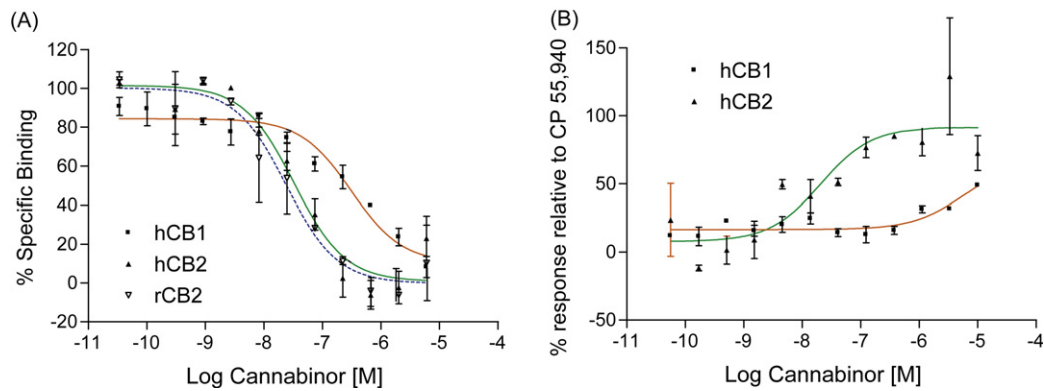 (A)
% Specific Binding
120
100
80
60
40
20
0
-20
hCB1
hCB2
rCB2
-11 -10 -9 -8 -7 -6 -5 -4
Log Cannabinor [M]
(B)
% response relative to CP 55,940
150
100
50
0
-50
hCB1
hCB2
-11 -10 -9 -8 -7 -6 -5 -4
Log Cannabinor [M]